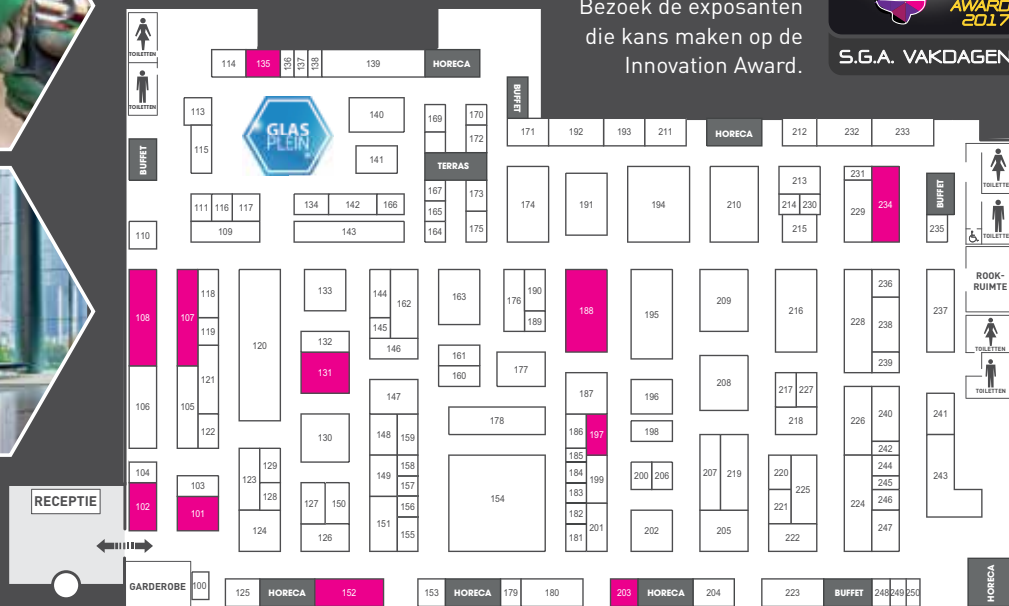 Bezoek de exposanten
die kans maken op de
Innovation Award.
AWARD
2017
S.G.A. VAKDAGEN
TOILETTEN
TOILETTEN
114 135 136 137 138 139 HORECA
BUFFET
113 115
GLAS
PLEIN
140 141
169 170 172
TERRAS
167 165 164 173 175
BUFFET
171 192 193 211 HORECA 212 232 233
174 191 194 210
213 214 230 215
231 229 234
BUFFET
235
TOILETTE
TOILETTE
111 116 117
109
134 142 166
143
110
ROOK-
RUIMTE
TOILETTEN
TOILETTEN
108 106 107 118 119 105 121 122
120
133 132 131 130
144 162 145 146
163 161 160
176 190 189 177
188 187
195 196 198
209 208
216 217 227 218
228 236 238 239
237
147 148 159 149 158 157 156 151 155
178 154
186 197 185 184 199 183 182 201 181
200 206 202
207 219 205
220 225 221 222
226 240 242 244 245 224 246 247
241 243
104 102 103 101
123 129 128 124
127 150 126
RECEPTIE
GARDEROBE 100
125 HORECA 152
153 HORECA 179 180
203 HORECA 204
223 BUFFET 248 249 250
HORECA